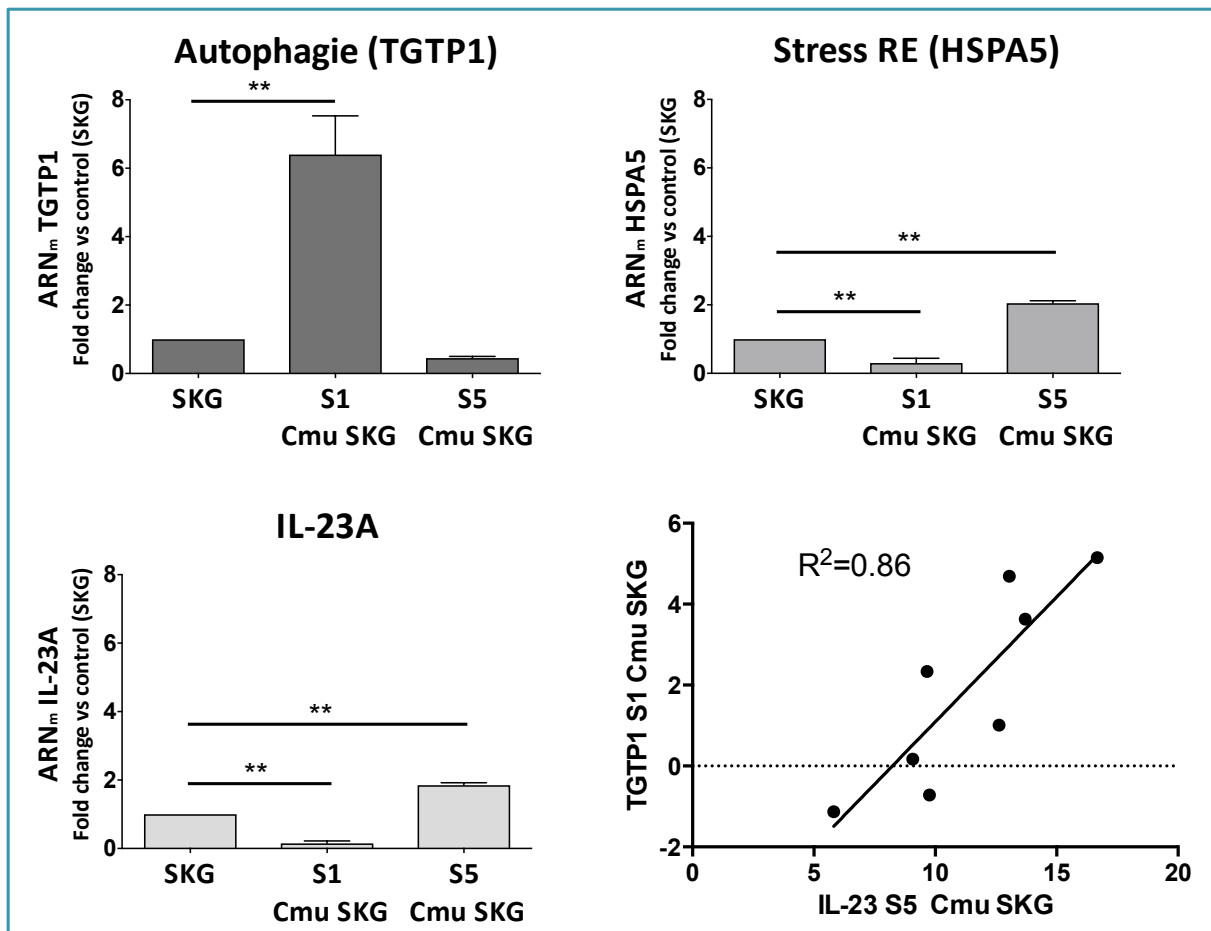 Autophagie (TGTP1)
**
ARNm TGTP1
Fold change vs control (SKG)
8
6
4
2
0
SKG
S1
Cmu SKG
S5
Cmu SKG
Stress RE (HSPA5)
**
**
ARNm HSPA5
Fold change vs control (SKG
8
6
4
2
0
SKG
S1
Cmu SKG
S5
Cmu SKG
IL-23A
**
**
ARNm IL-23A
Fold change vs control (SKG)
8
6
4
2
0
SKG
S1
Cmu SKG
S5
Cmu SKG
R²=0.86
TGTP1 S1 Cmu SKG
6
4
2
0
-2
0 5 10 15 20
IL-23 S5 Cmu SKG